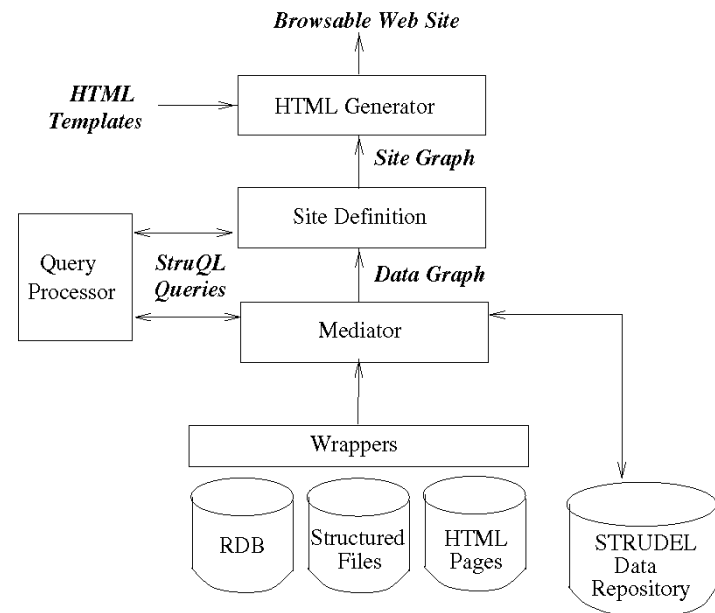 Browsable Web Site
HTML
Templates
HTML Generator
Site Graph
Site Definition
Query
Processor
StruQL
Queries
Data Graph
Mediator
Wrappers
RDB
Structured
Files
HTML
Pages
STRUDEL
Data
Repository